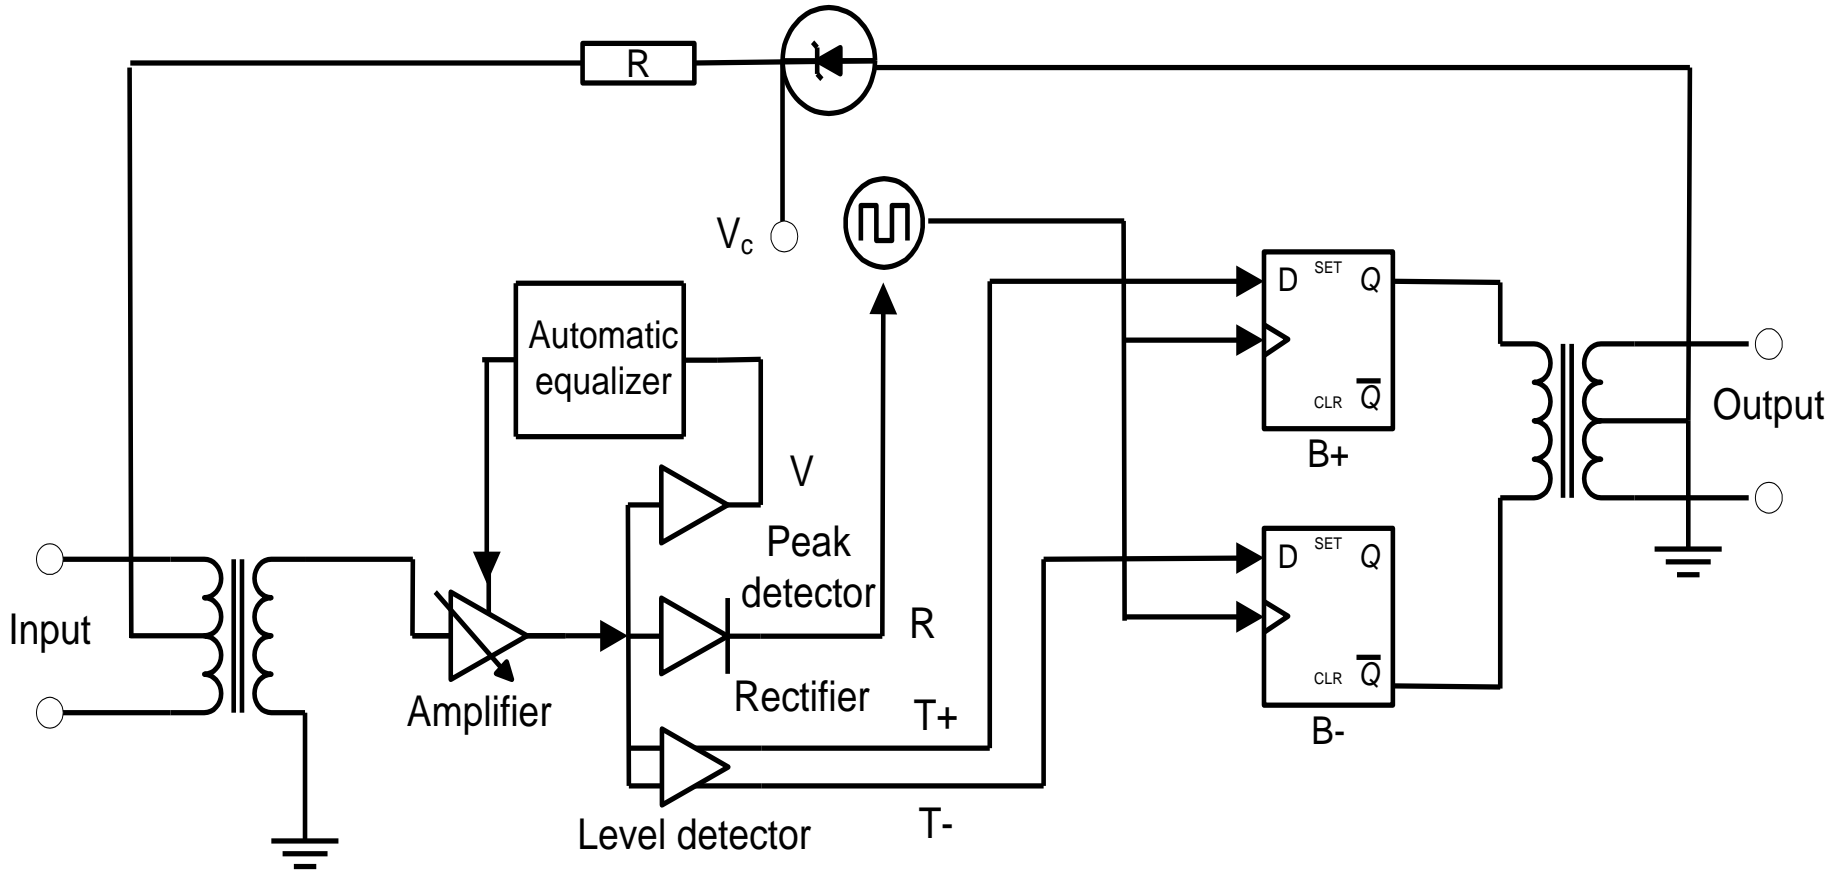 R
Vc
D SET Q
CLR Q̅
B+
Automatic
equalizer
V
Peak
detector
Output
Input
R
D SET Q
CLR Q̅
B-
Amplifier
Rectifier
T+
Level detector
T-